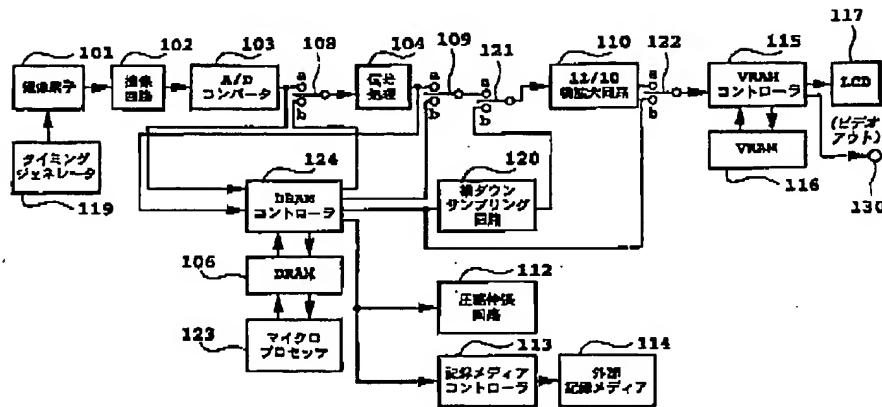 101
102
103
108
104
109
121
110
122
115
117
撮像素子
撮像
回路
A/D
コンバータ
a
b
信号
処理
a
b
a
b
11/10
横拡大回路
a
b
VRAM
コントローラ
LCD
(ビデオ
アウト)
タイミング
ジェネレータ
119
124
DRAM
コントローラ
120
横ダウン
サンプリング
回路
VRAM
116
130
106
DRAM
112
圧縮伸張
回路
123
マイクロ
プロセッサ
113
記録メディア
コントローラ
114
外部
記録メディア